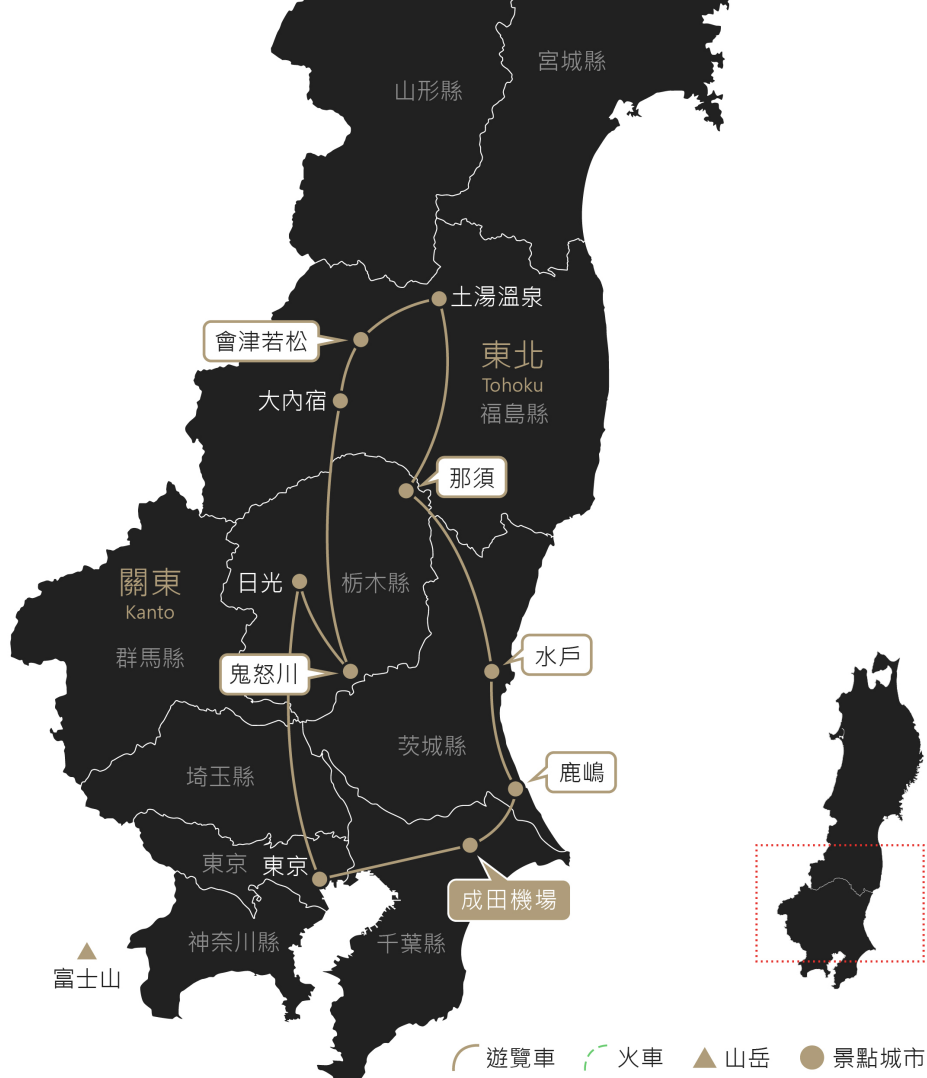 宮城縣
山形縣
土湯溫泉
會津若松
東北
Tohoku
大內宿
福島縣
那須
關東
Kanto
日光
栃木縣
群馬縣
水戶
鬼怒川
茨城縣
鹿嶋
埼玉縣
東京
東京
成田機場
神奈川縣
千葉縣
富士山
遊覽車
火車
山岳
景點城市